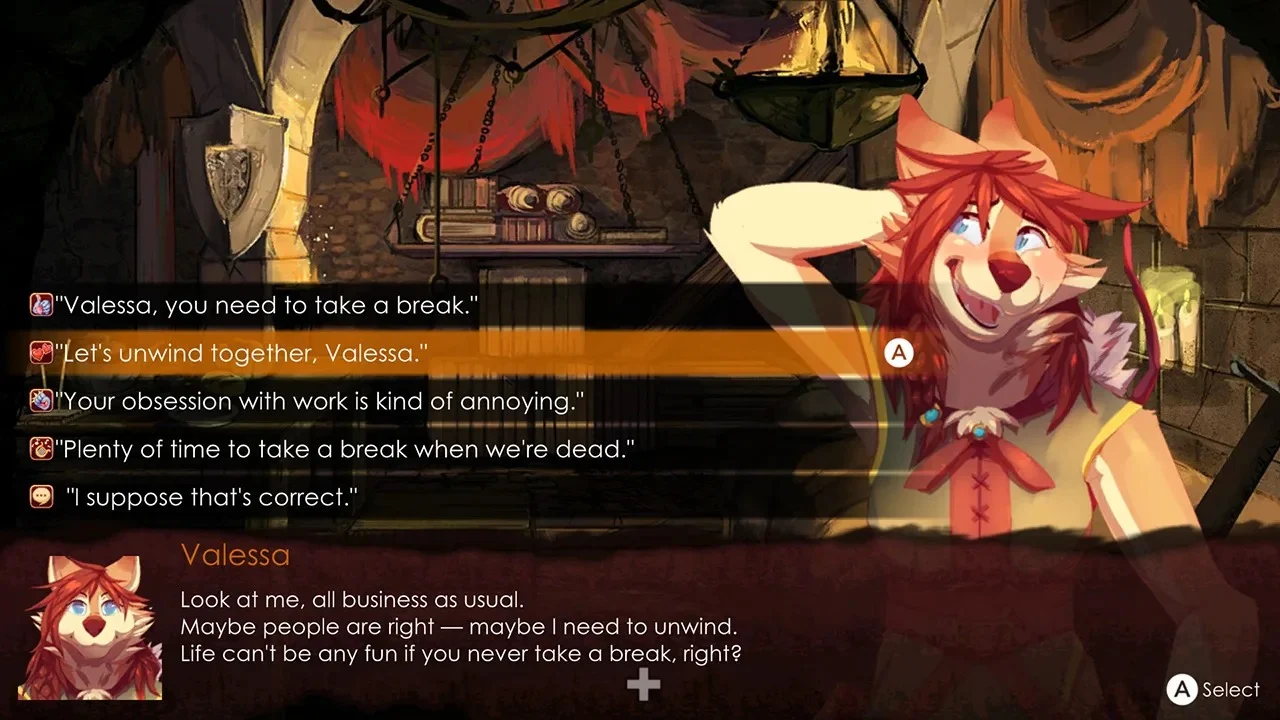 "Valessa, you need to take a break."
"Let's unwind together, Valessa."
A
"Your obsession with work is kind of annoying."
"Plenty of time to take a break when we're dead."
"I suppose that's correct."
Valessa
Look at me, all business as usual.
Maybe people are right — maybe I need to unwind.
Life can't be any fun if you never take a break, right?
A Select